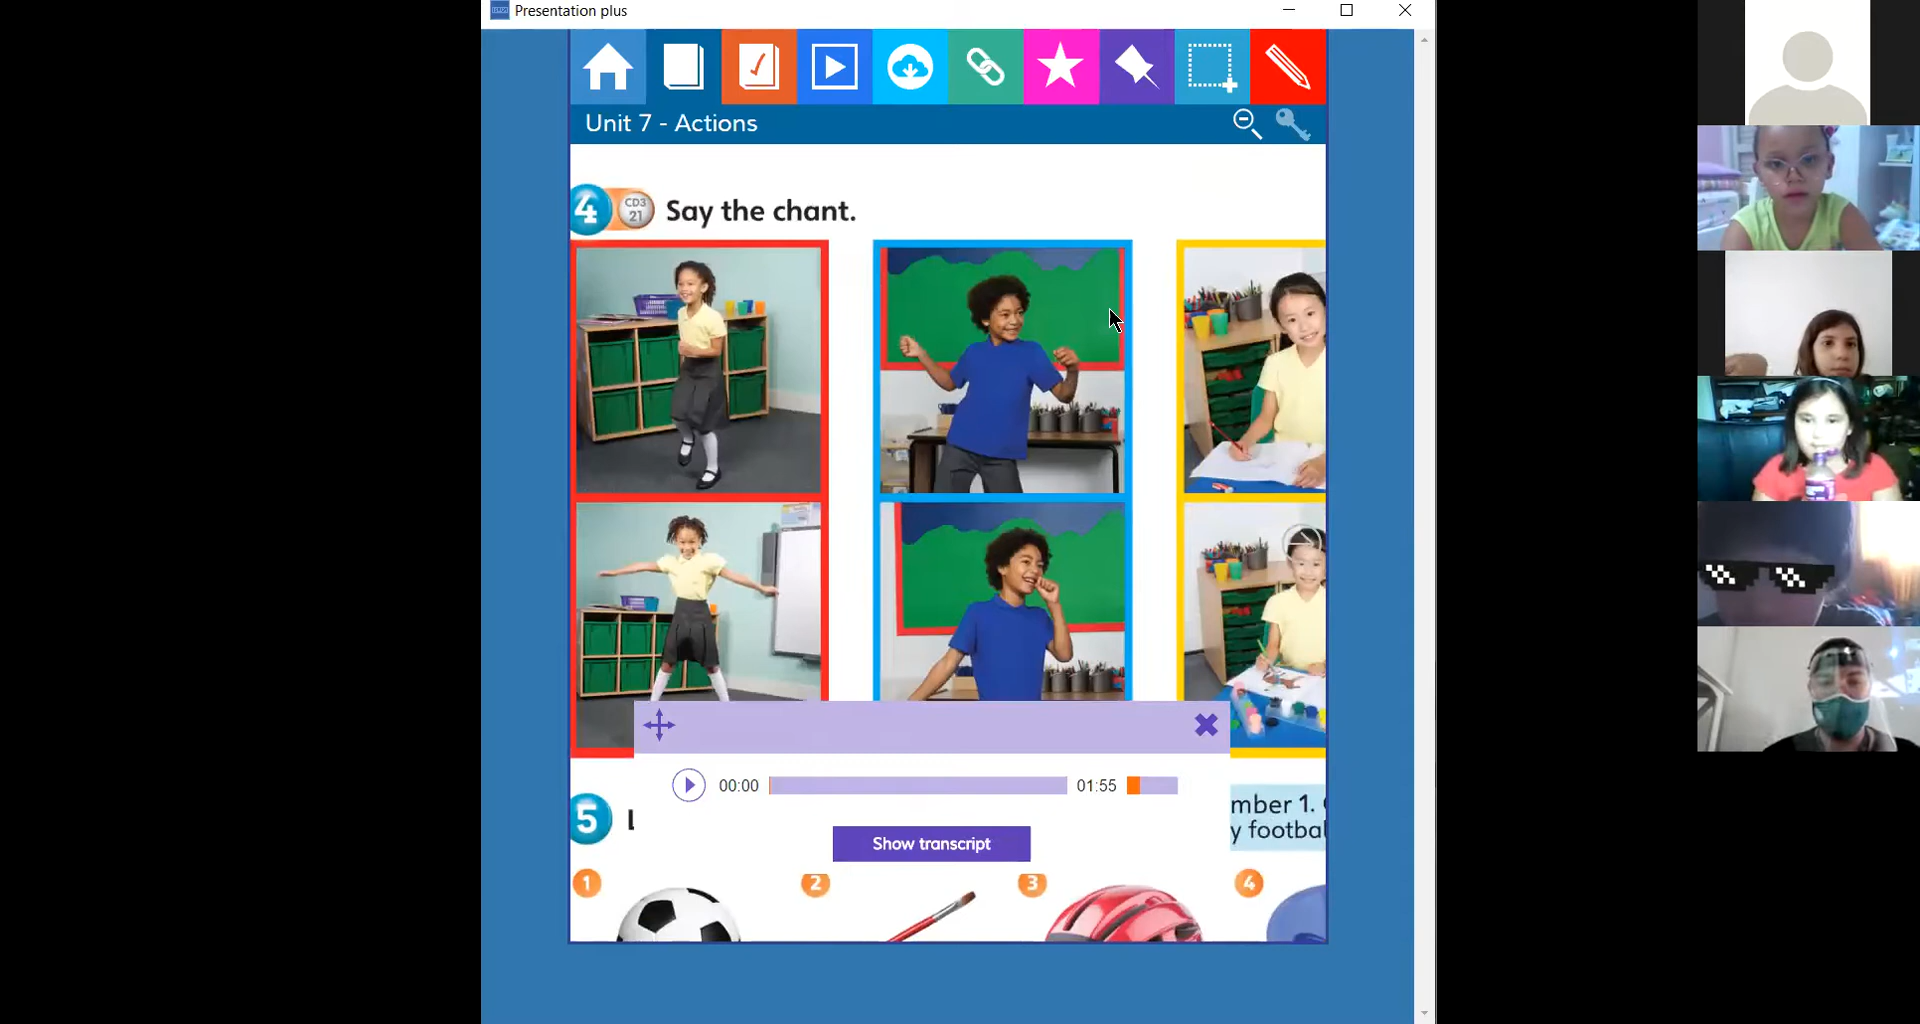 Presentation plus
Unit 7 - Actions
4 CD3 21 Say the chant.
00:00 01:55
Show transcript
5
mber 1.
y footbal
1 2 3 4